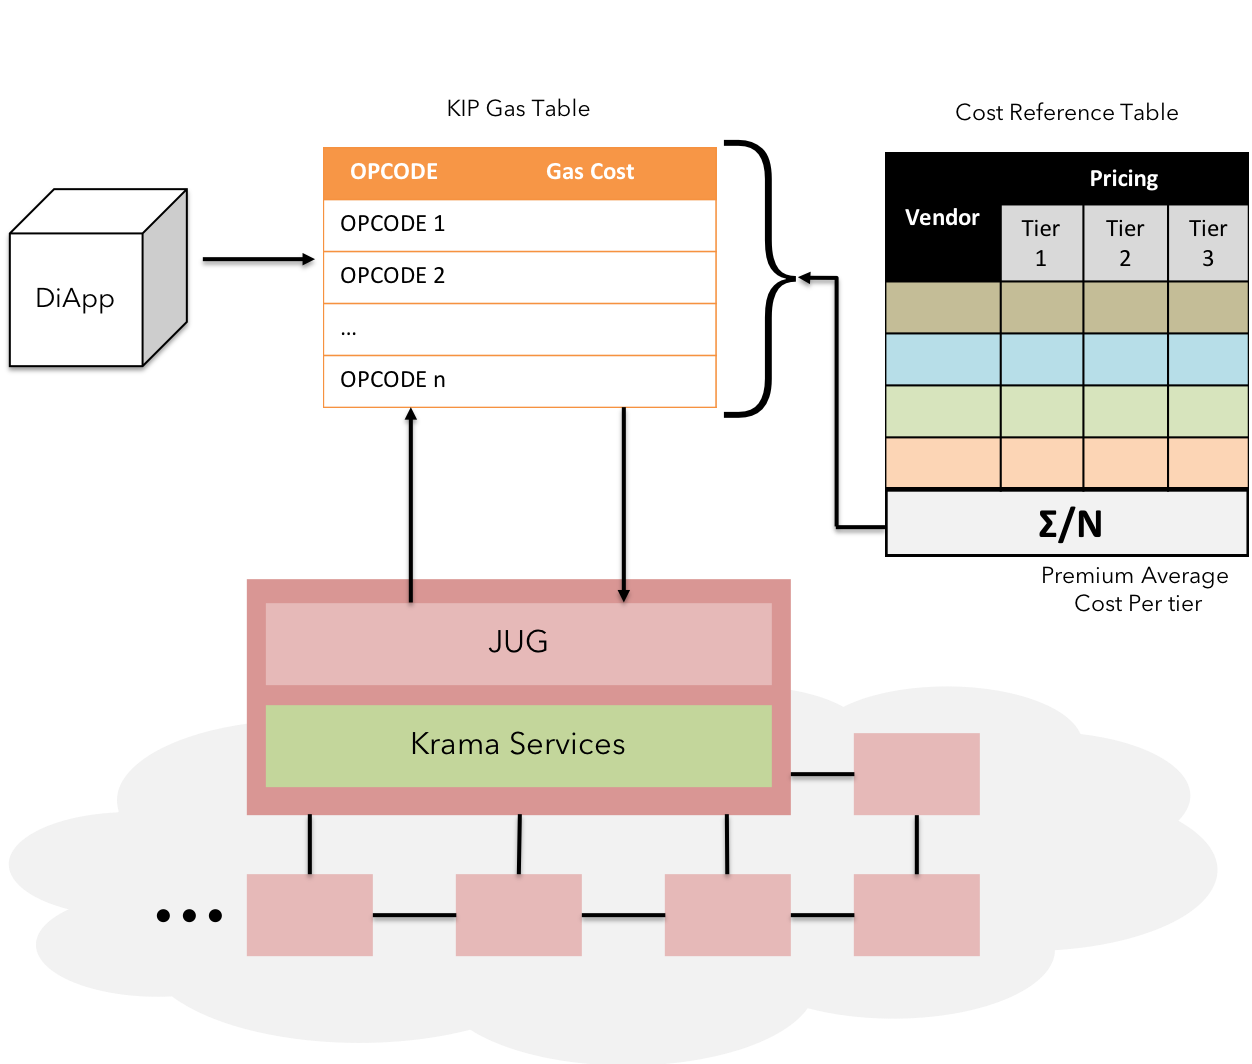 KIP Gas Table
Cost Reference Table
OPCODE Gas Cost
OPCODE 1
OPCODE 2
...
OPCODE n
DiApp
Vendor
Pricing
Tier
1
Tier
2
Tier
3
Σ/N
Premium Average
Cost Per tier
JUG
Krama Services